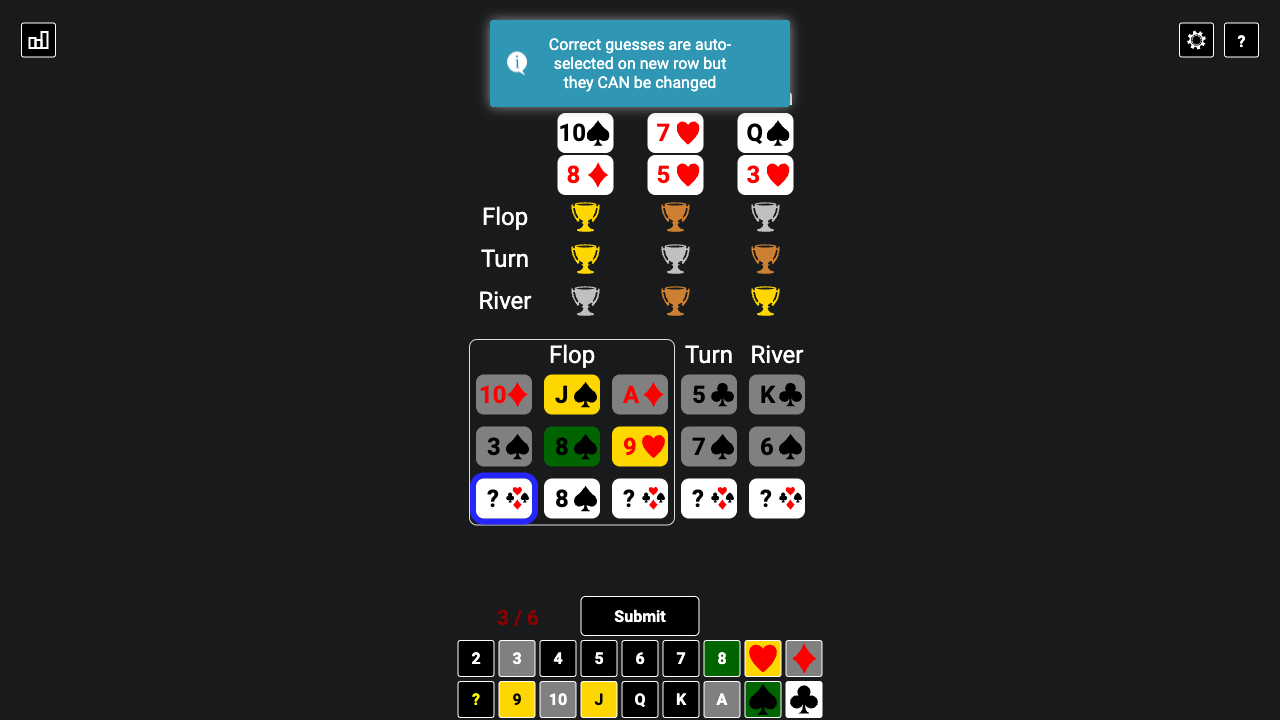 ?
Correct guesses are auto-
selected on new row but
they CAN be changed
10 7 Q
8 5 3
Flop
Turn
River
Flop Turn River
10 J A 5 K
3 8 9 7 6
? 8 ? ? ?
3 / 6 Submit
2 3 4 5 6 7 8
? 9 10 J Q K A